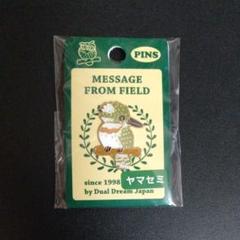 PINS
MESSAGE
FROM FIELD
since 1998
ヤマセミ
by Dual Dream Japan